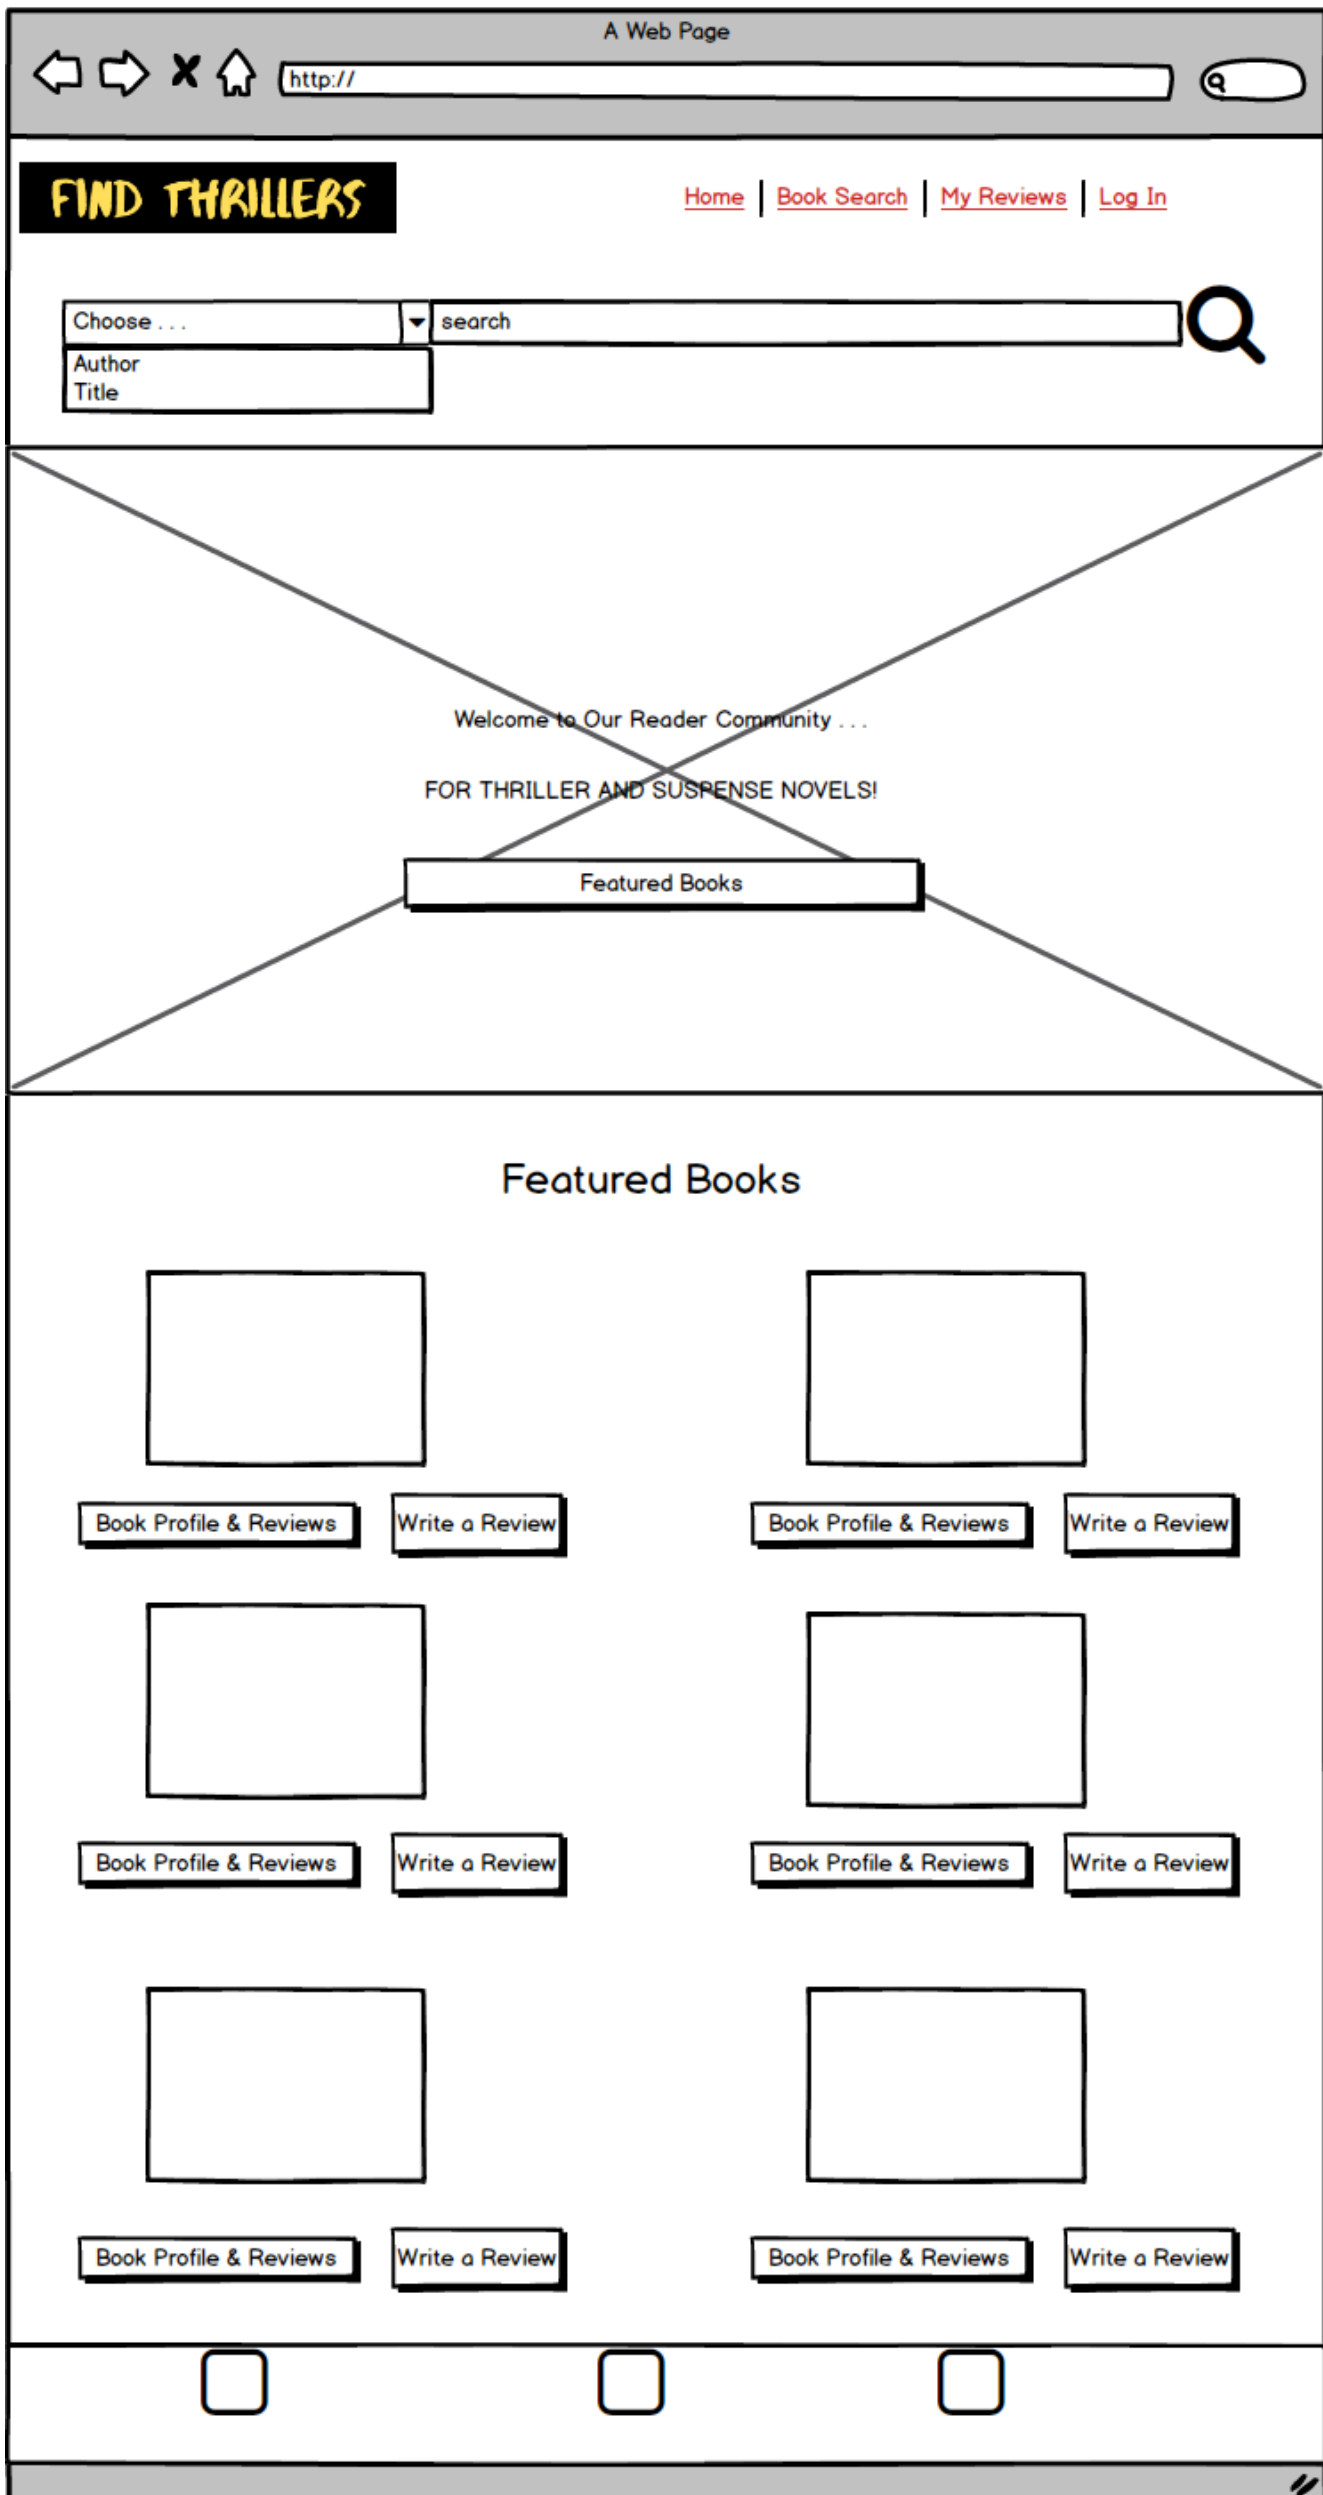 A Web Page
http://
FIND THRILLERS
Home | Book Search | My Reviews | Log In
Choose . . .
search
Author
Title
Welcome to Our Reader Community . . .
FOR THRILLER AND SUSPENSE NOVELS!
Featured Books
Featured Books
Book Profile & Reviews Write a Review Book Profile & Reviews Write a Review
Book Profile & Reviews Write a Review Book Profile & Reviews Write a Review
Book Profile & Reviews Write a Review Book Profile & Reviews Write a Review